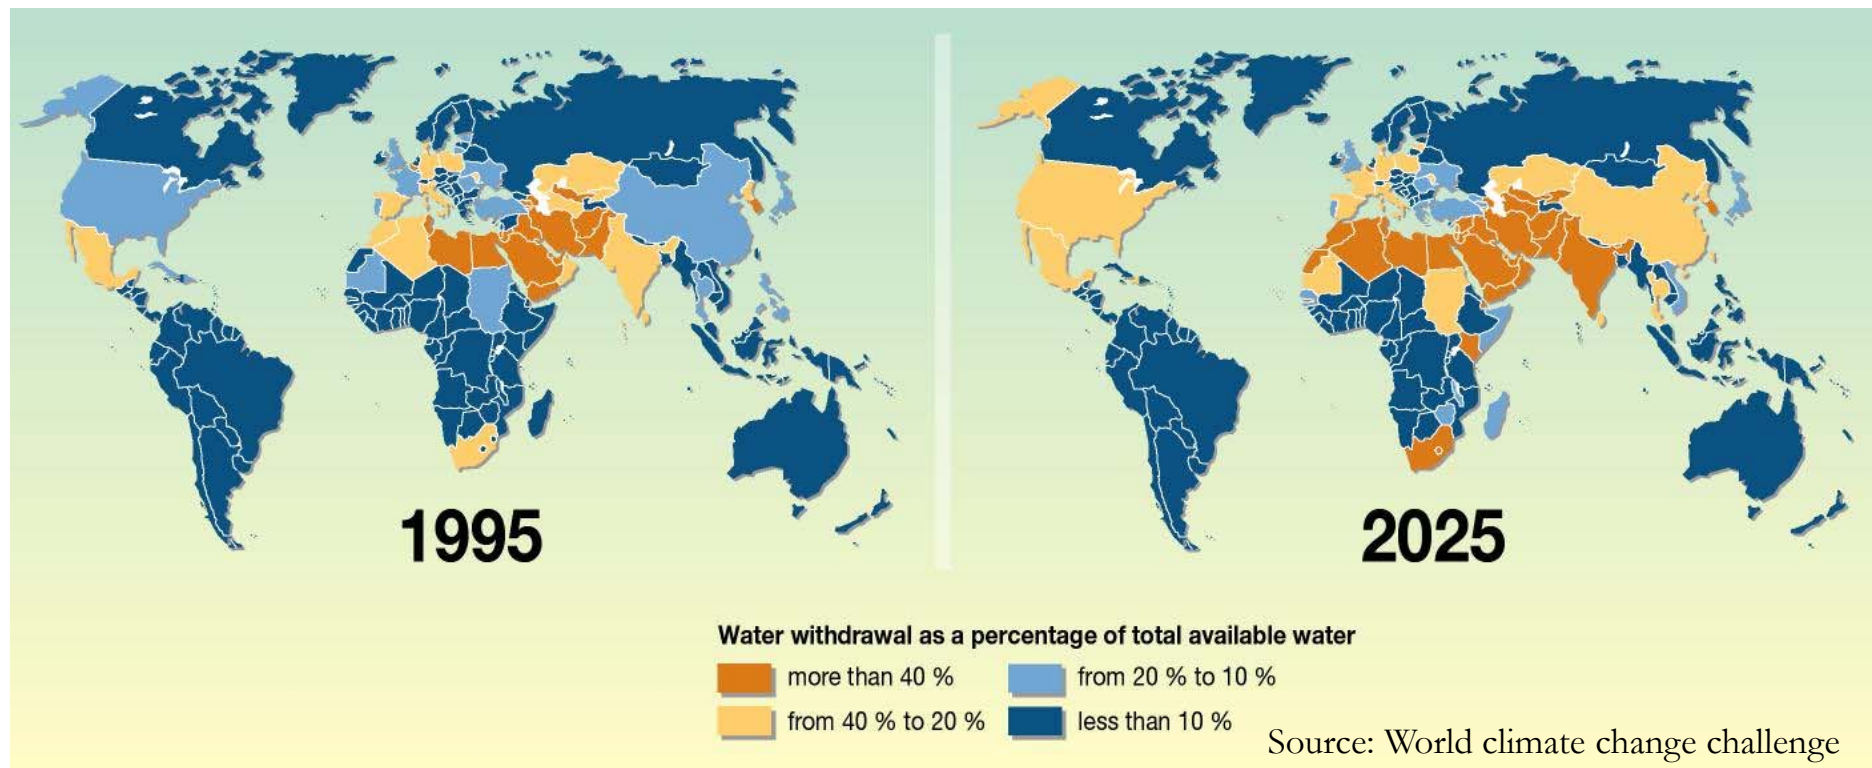 1995
2025
Water withdrawal as a percentage of total available water
more than 40 %
from 20 % to 10 %
from 40 % to 20 %
less than 10 %
Source: World climate change challenge